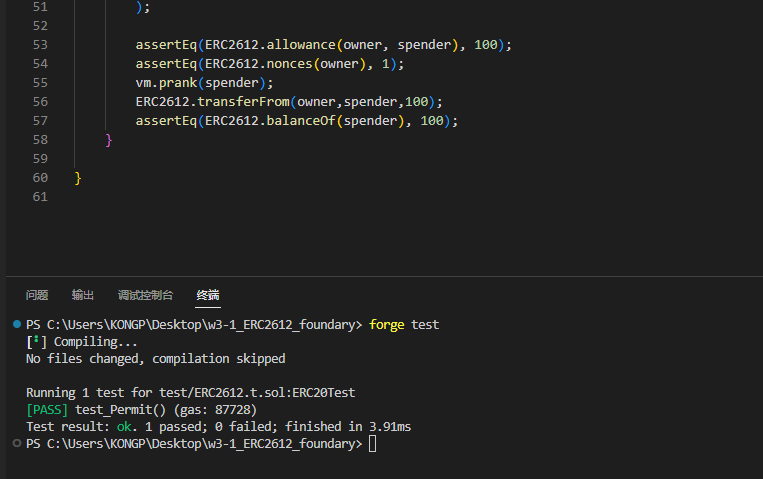 51 );
52
53 assertEq(ERC2612.allowance(owner, spender), 100);
54 assertEq(ERC2612.nonces(owner), 1);
55 vm.prank(spender);
56 ERC2612.transferFrom(owner,spender,100);
57 assertEq(ERC2612.balanceOf(spender), 100);
58 }
59
60 }
61
问题 输出 调试控制台 终端
PS C:\Users\KONGP\Desktop\w3-1_ERC2612_foundary> forge test
[⠃] Compiling...
No files changed, compilation skipped
Running 1 test for test/ERC2612.t.sol:ERC20Test
[PASS] test_Permit() (gas: 87728)
Test result: ok. 1 passed; 0 failed; finished in 3.91ms
PS C:\Users\KONGP\Desktop\w3-1_ERC2612_foundary>